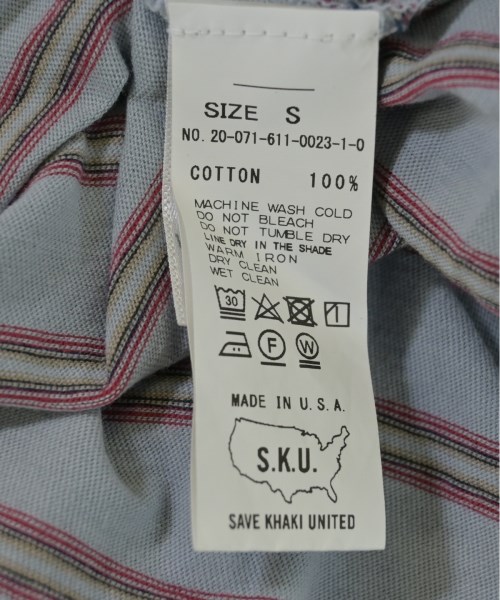 SIZE S
NO. 20-071-611-0023-1-0
COTTON 100%
MACHINE WASH COLD
DO NOT BLEACH
DO NOT TUMBLE DRY
LINE DRY IN THE SHADE
WARM IRON
DRY CLEAN
WET CLEAN
30
F W
MADE IN U.S.A.
S.K.U.
SAVE KHAKI UNITED